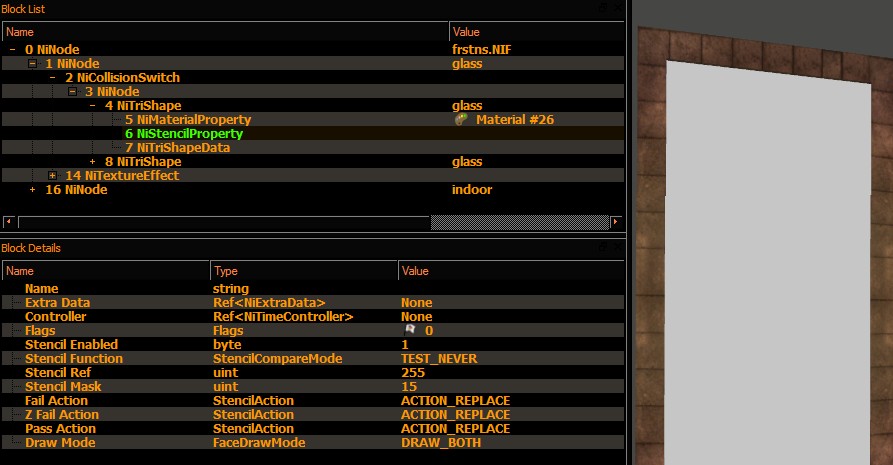 Block List
Name Value
0 NiNode frstns.NIF
1 NiNode glass
2 NiCollisionSwitch
3 NiNode
4 NiTriShape glass
5 NiMaterialProperty Material #26
6 NiStencilProperty
7 NiTriShapeData
8 NiTriShape glass
14 NiTextureEffect
16 NiNode indoor
Block Details
Name Type Value
Name string
Extra Data Ref<NiExtraData> None
Controller Ref<NiTimeController> None
Flags Flags 0
Stencil Enabled byte 1
Stencil Function StencilCompareMode TEST_NEVER
Stencil Ref uint 255
Stencil Mask uint 15
Fail Action StencilAction ACTION_REPLACE
Z Fail Action StencilAction ACTION_REPLACE
Pass Action StencilAction ACTION_REPLACE
Draw Mode FaceDrawMode DRAW_BOTH